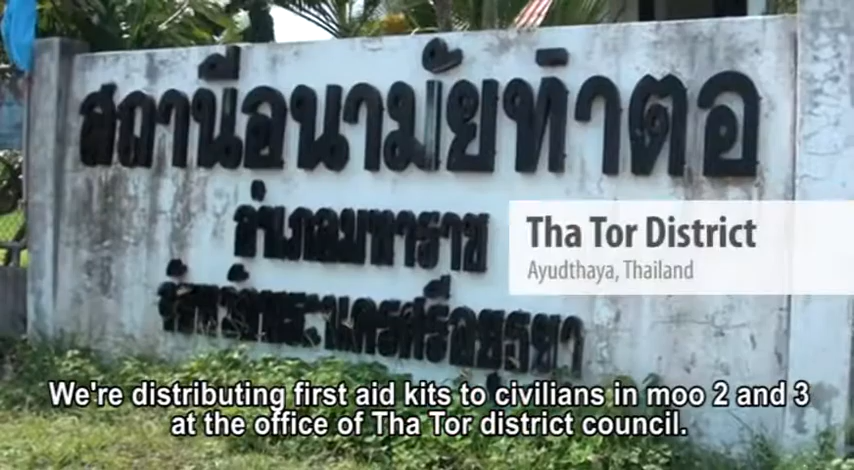 สถานีอนามัยท่าตอ
อำเภอมหาราช
จังหวัดพระนครศรีอยุธยา
Tha Tor District
Ayudthaya, Thailand
We're distributing first aid kits to civilians in moo 2 and 3
at the office of Tha Tor district council.